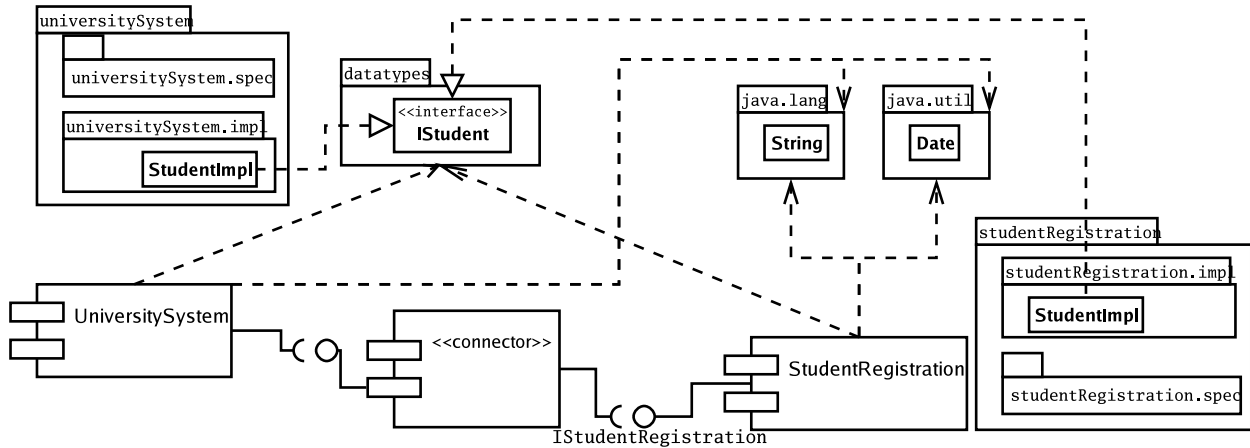 universitySystem
universitySystem.spec
universitySystem.impl
StudentImpl
datatypes
<<interface>>
IStudent
java.lang
String
java.util
Date
studentRegistration
studentRegistration.impl
StudentImpl
studentRegistration.spec
UniversitySystem
<<connector>>
StudentRegistration
IStudentRegistration